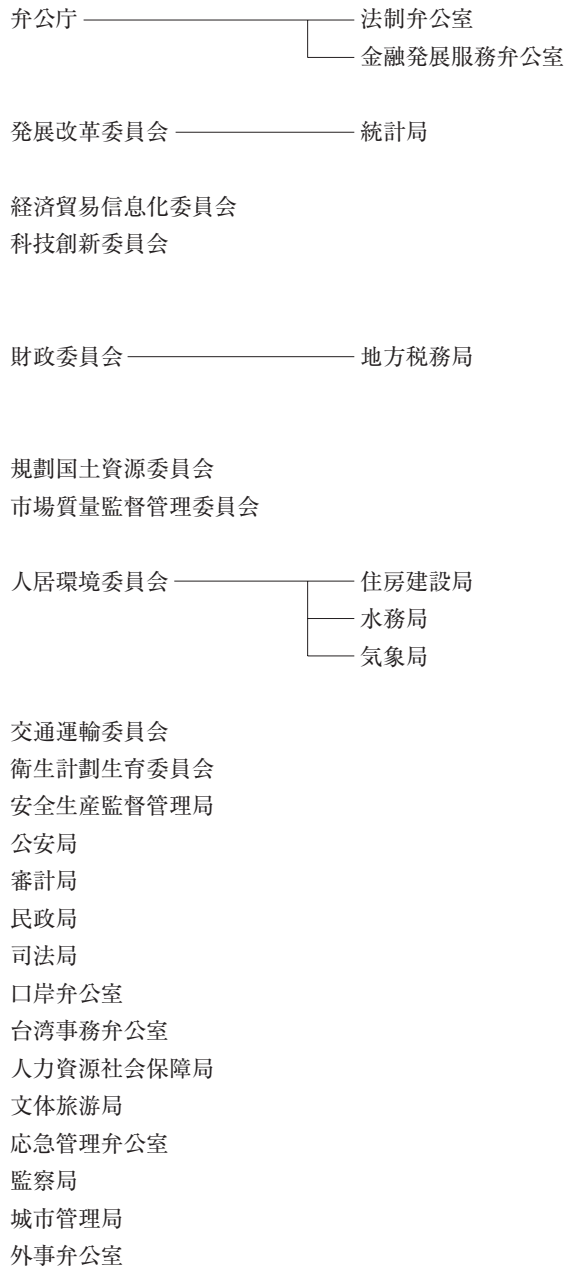 弁公庁 法制弁公室
金融発展服務弁公室
発展改革委員会 統計局
経済貿易信息化委員会
科技創新委員会
財政委員会 地方税務局
規劃国土資源委員会
市場質量監督管理委員会
人居環境委員会 住房建設局
水務局
気象局
交通運輸委員会
衛生計劃生育委員会
安全生産監督管理局
公安局
審計局
民政局
司法局
口岸弁公室
台湾事務弁公室
人力資源社会保障局
文体旅游局
応急管理弁公室
監察局
城市管理局
外事弁公室